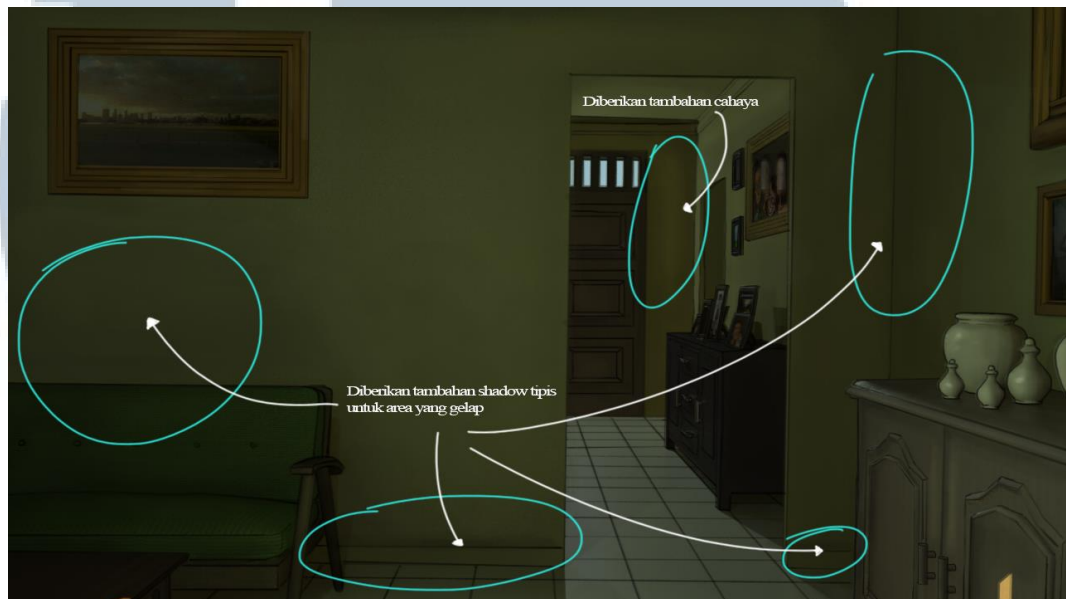 Diberikan tambahan cahaya
Diberikan tambahan shadow tipis
untuk area yang gelap